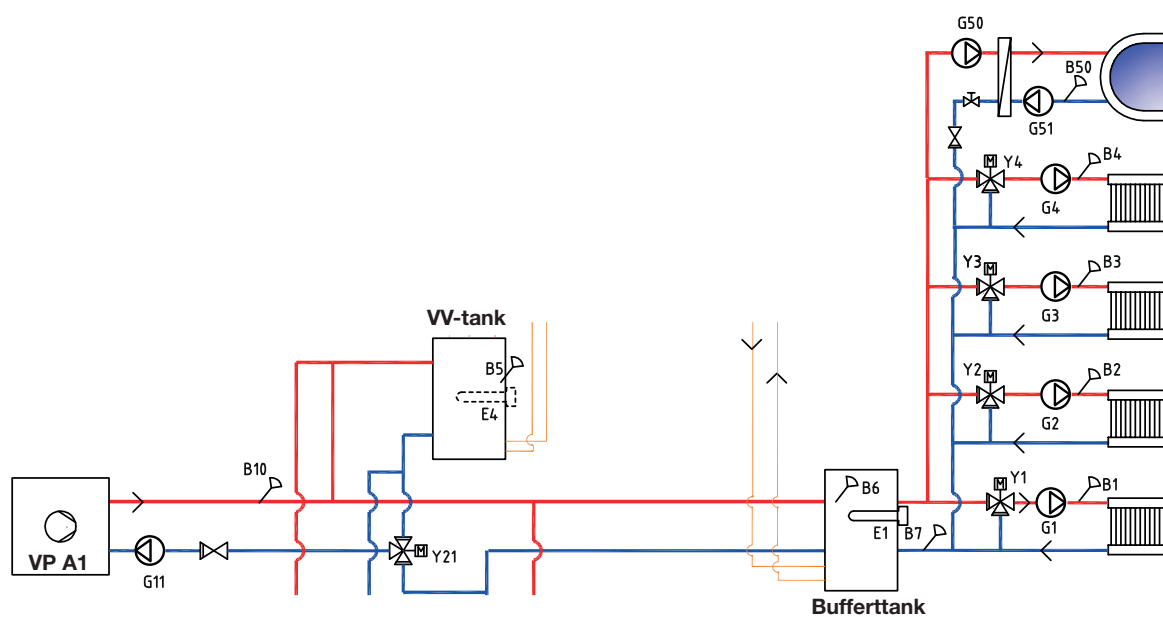 G50
B50
G51
M
Y4
B4
G4
Y3
M
B3
G3
VV-tank
B5
E4
Y2
M
B2
G2
B10
B6
M
Y1
B1
E1
B7
G1
VP A1
G11
M
Y21
Bufferttank